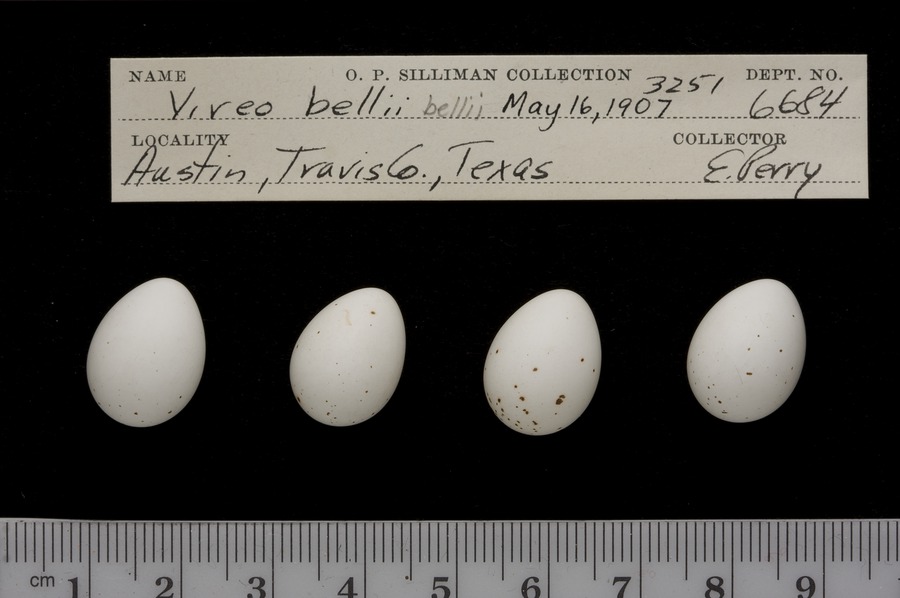 NAME O. P. SILLIMAN COLLECTION 3251 DEPT. NO.
Vireo bellii bellii May 16, 1907 6684
LOCALITY COLLECTOR
Austin, Travis Co., Texas E. Perry
cm 1 2 3 4 5 6 7 8 9